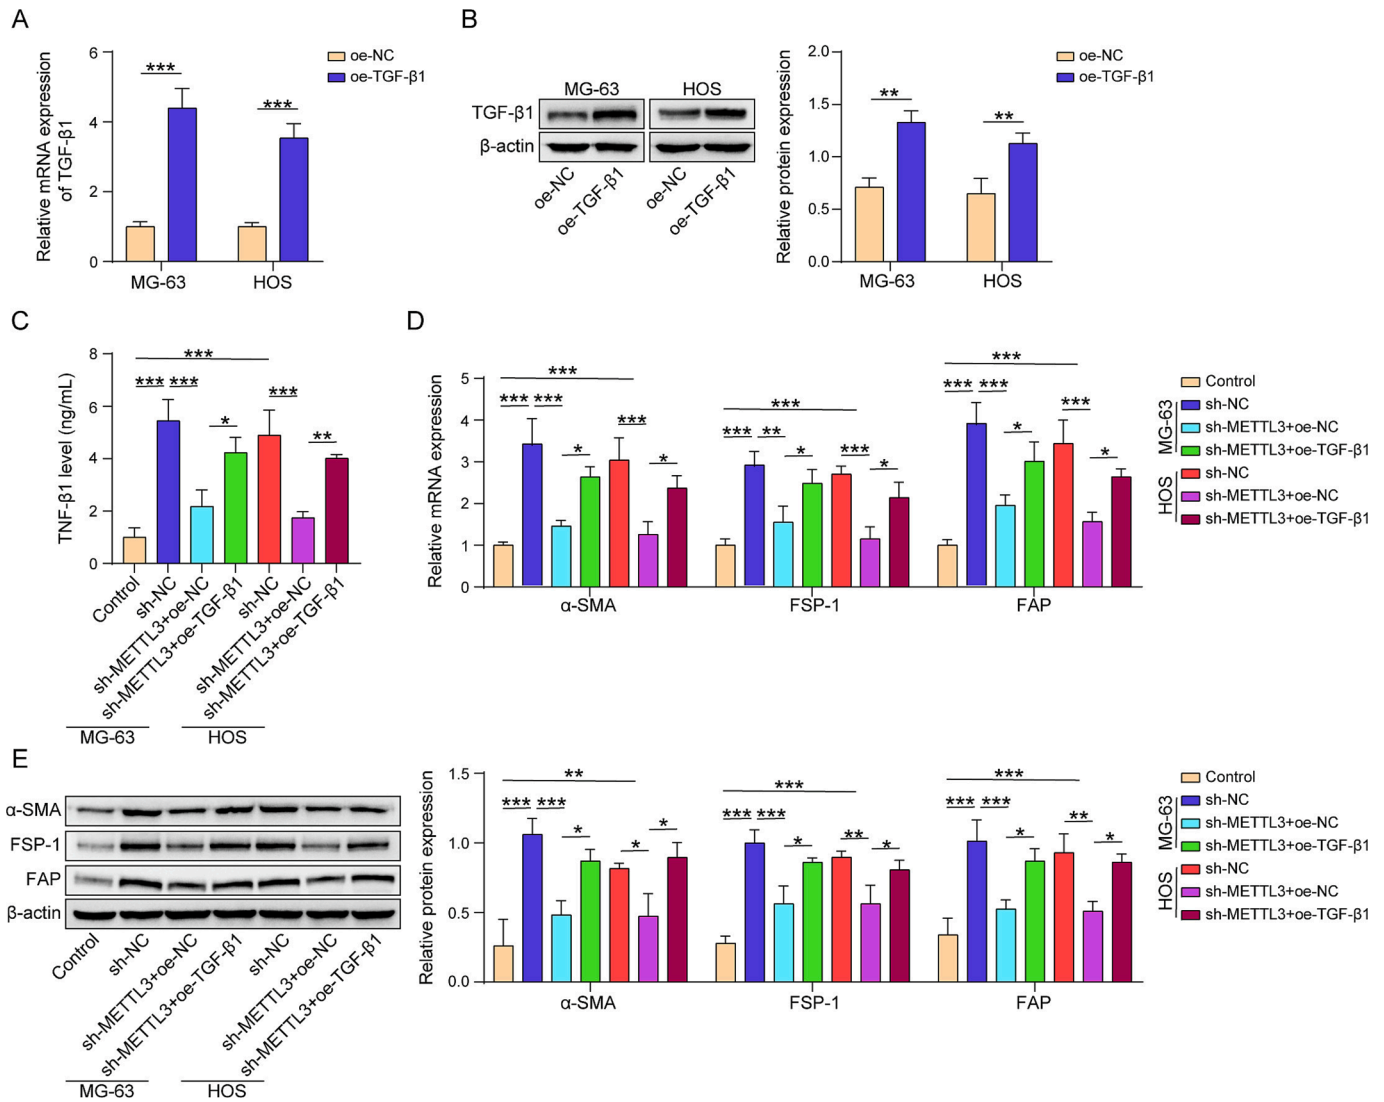 A
Relative mRNA expression
of TGF-β1
6
4
2
0
***
***
MG-63
HOS
oe-NC
oe-TGF-β1
B
MG-63
HOS
TGF-β1
β-actin
oe-NC
oe-TGF-β1
oe-NC
oe-TGF-β1
Relative protein expression
2.0
1.5
1.0
0.5
0.0
**
**
MG-63
HOS
oe-NC
oe-TGF-β1
C
TNF-β1 level (ng/mL)
8
6
4
2
0
***
*** *** ***
* **
Control
sh-NC
sh-METTL3+oe-NC
sh-METTL3+oe-TGF-β1
sh-NC
sh-METTL3+oe-NC
sh-METTL3+oe-TGF-β1
MG-63
HOS
D
Relative mRNA expression
5
4
3
2
1
0
***
*** *** ***
* *
***
*** ** ***
* *
***
*** *** ***
* *
α-SMA
FSP-1
FAP
Control
MG-63
sh-NC
sh-METTL3+oe-NC
sh-METTL3+oe-TGF-β1
HOS
sh-NC
sh-METTL3+oe-NC
sh-METTL3+oe-TGF-β1
E
α-SMA
FSP-1
FAP
β-actin
Control
sh-NC
sh-METTL3+oe-NC
sh-METTL3+oe-TGF-β1
sh-NC
sh-METTL3+oe-NC
sh-METTL3+oe-TGF-β1
MG-63
HOS
Relative protein expression
1.5
1.0
0.5
0.0
**
*** ***
* * *
***
*** *** **
* *
***
*** *** **
* *
α-SMA
FSP-1
FAP
Control
MG-63
sh-NC
sh-METTL3+oe-NC
sh-METTL3+oe-TGF-β1
HOS
sh-NC
sh-METTL3+oe-NC
sh-METTL3+oe-TGF-β1